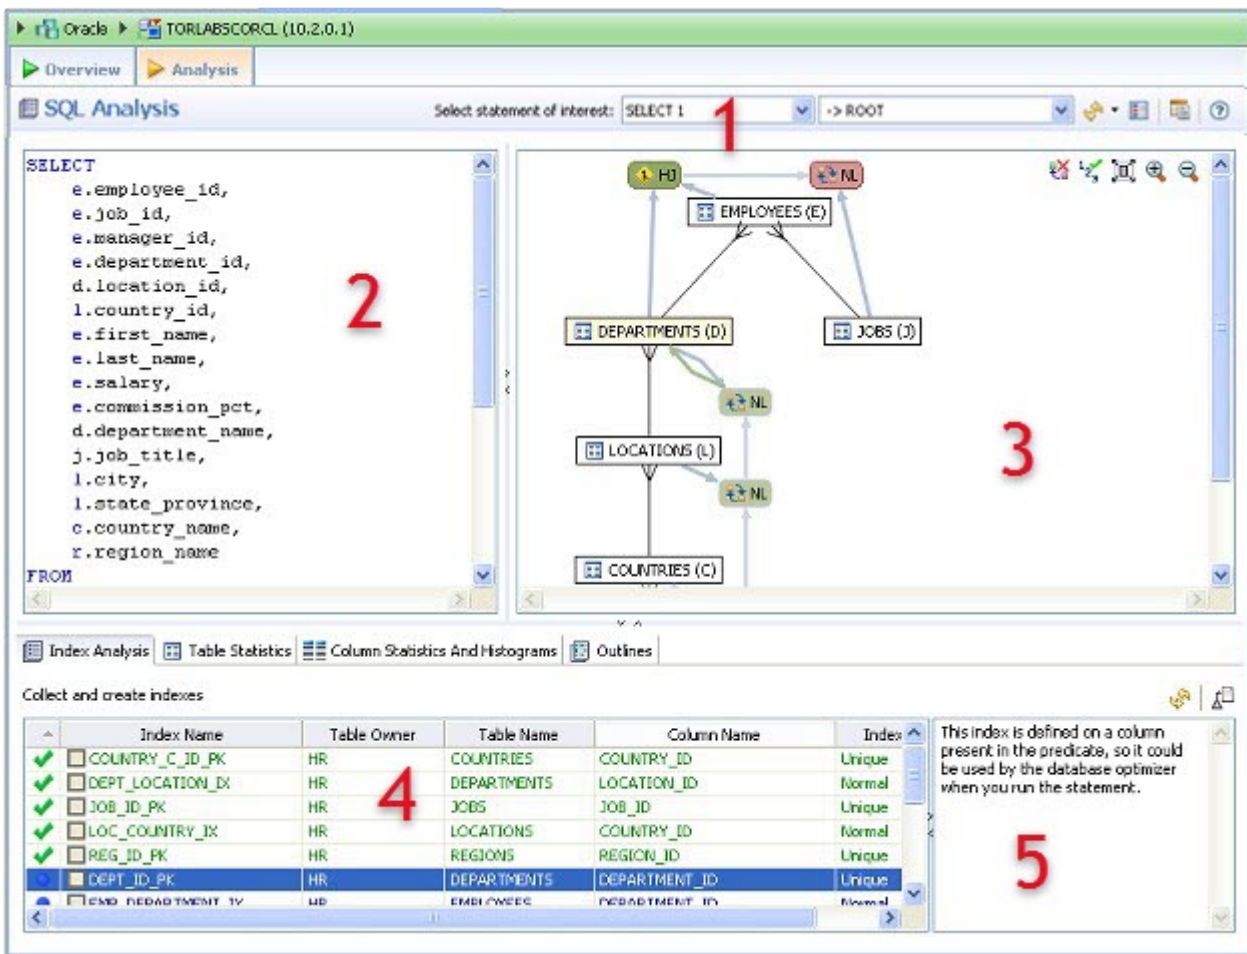 Oracle TORLABSCORCL (10.2.0.1)
Overview Analysis
SQL Analysis Select statement of interest: SELECT 1 -> ROOT
1
SELECT
e.employee_id,
e.job_id,
e.manager_id,
e.department_id,
d.location_id,
l.country_id,
e.first_name,
e.last_name,
e.salary,
e.commission_pct,
d.department_name,
j.job_title,
l.city,
l.state_province,
c.country_name,
r.region_name
FROM
2
HJ NL
EMPLOYEES (E)
DEPARTMENTS (D) JOBS (J)
NL
LOCATIONS (L)
NL
COUNTRIES (C)
3
Index Analysis Table Statistics Column Statistics And Histograms Outlines
Collect and create indexes
Index Name Table Owner Table Name Column Name Index
COUNTRY_C_ID_PK HR COUNTRIES COUNTRY_ID Unique
DEPT_LOCATION_IX HR DEPARTMENTS LOCATION_ID Normal
JOB_ID_PK HR JOBS JOB_ID Unique
LOC_COUNTRY_IX HR LOCATIONS COUNTRY_ID Normal
REG_ID_PK HR REGIONS REGION_ID Unique
DEPT_ID_PK HR DEPARTMENTS DEPARTMENT_ID Unique
EMP_DEPARTMENT_IX HR EMPLOYEES DEPARTMENT_ID Normal
4
This index is defined on a column
present in the predicate, so it could
be used by the database optimizer
when you run the statement.
5